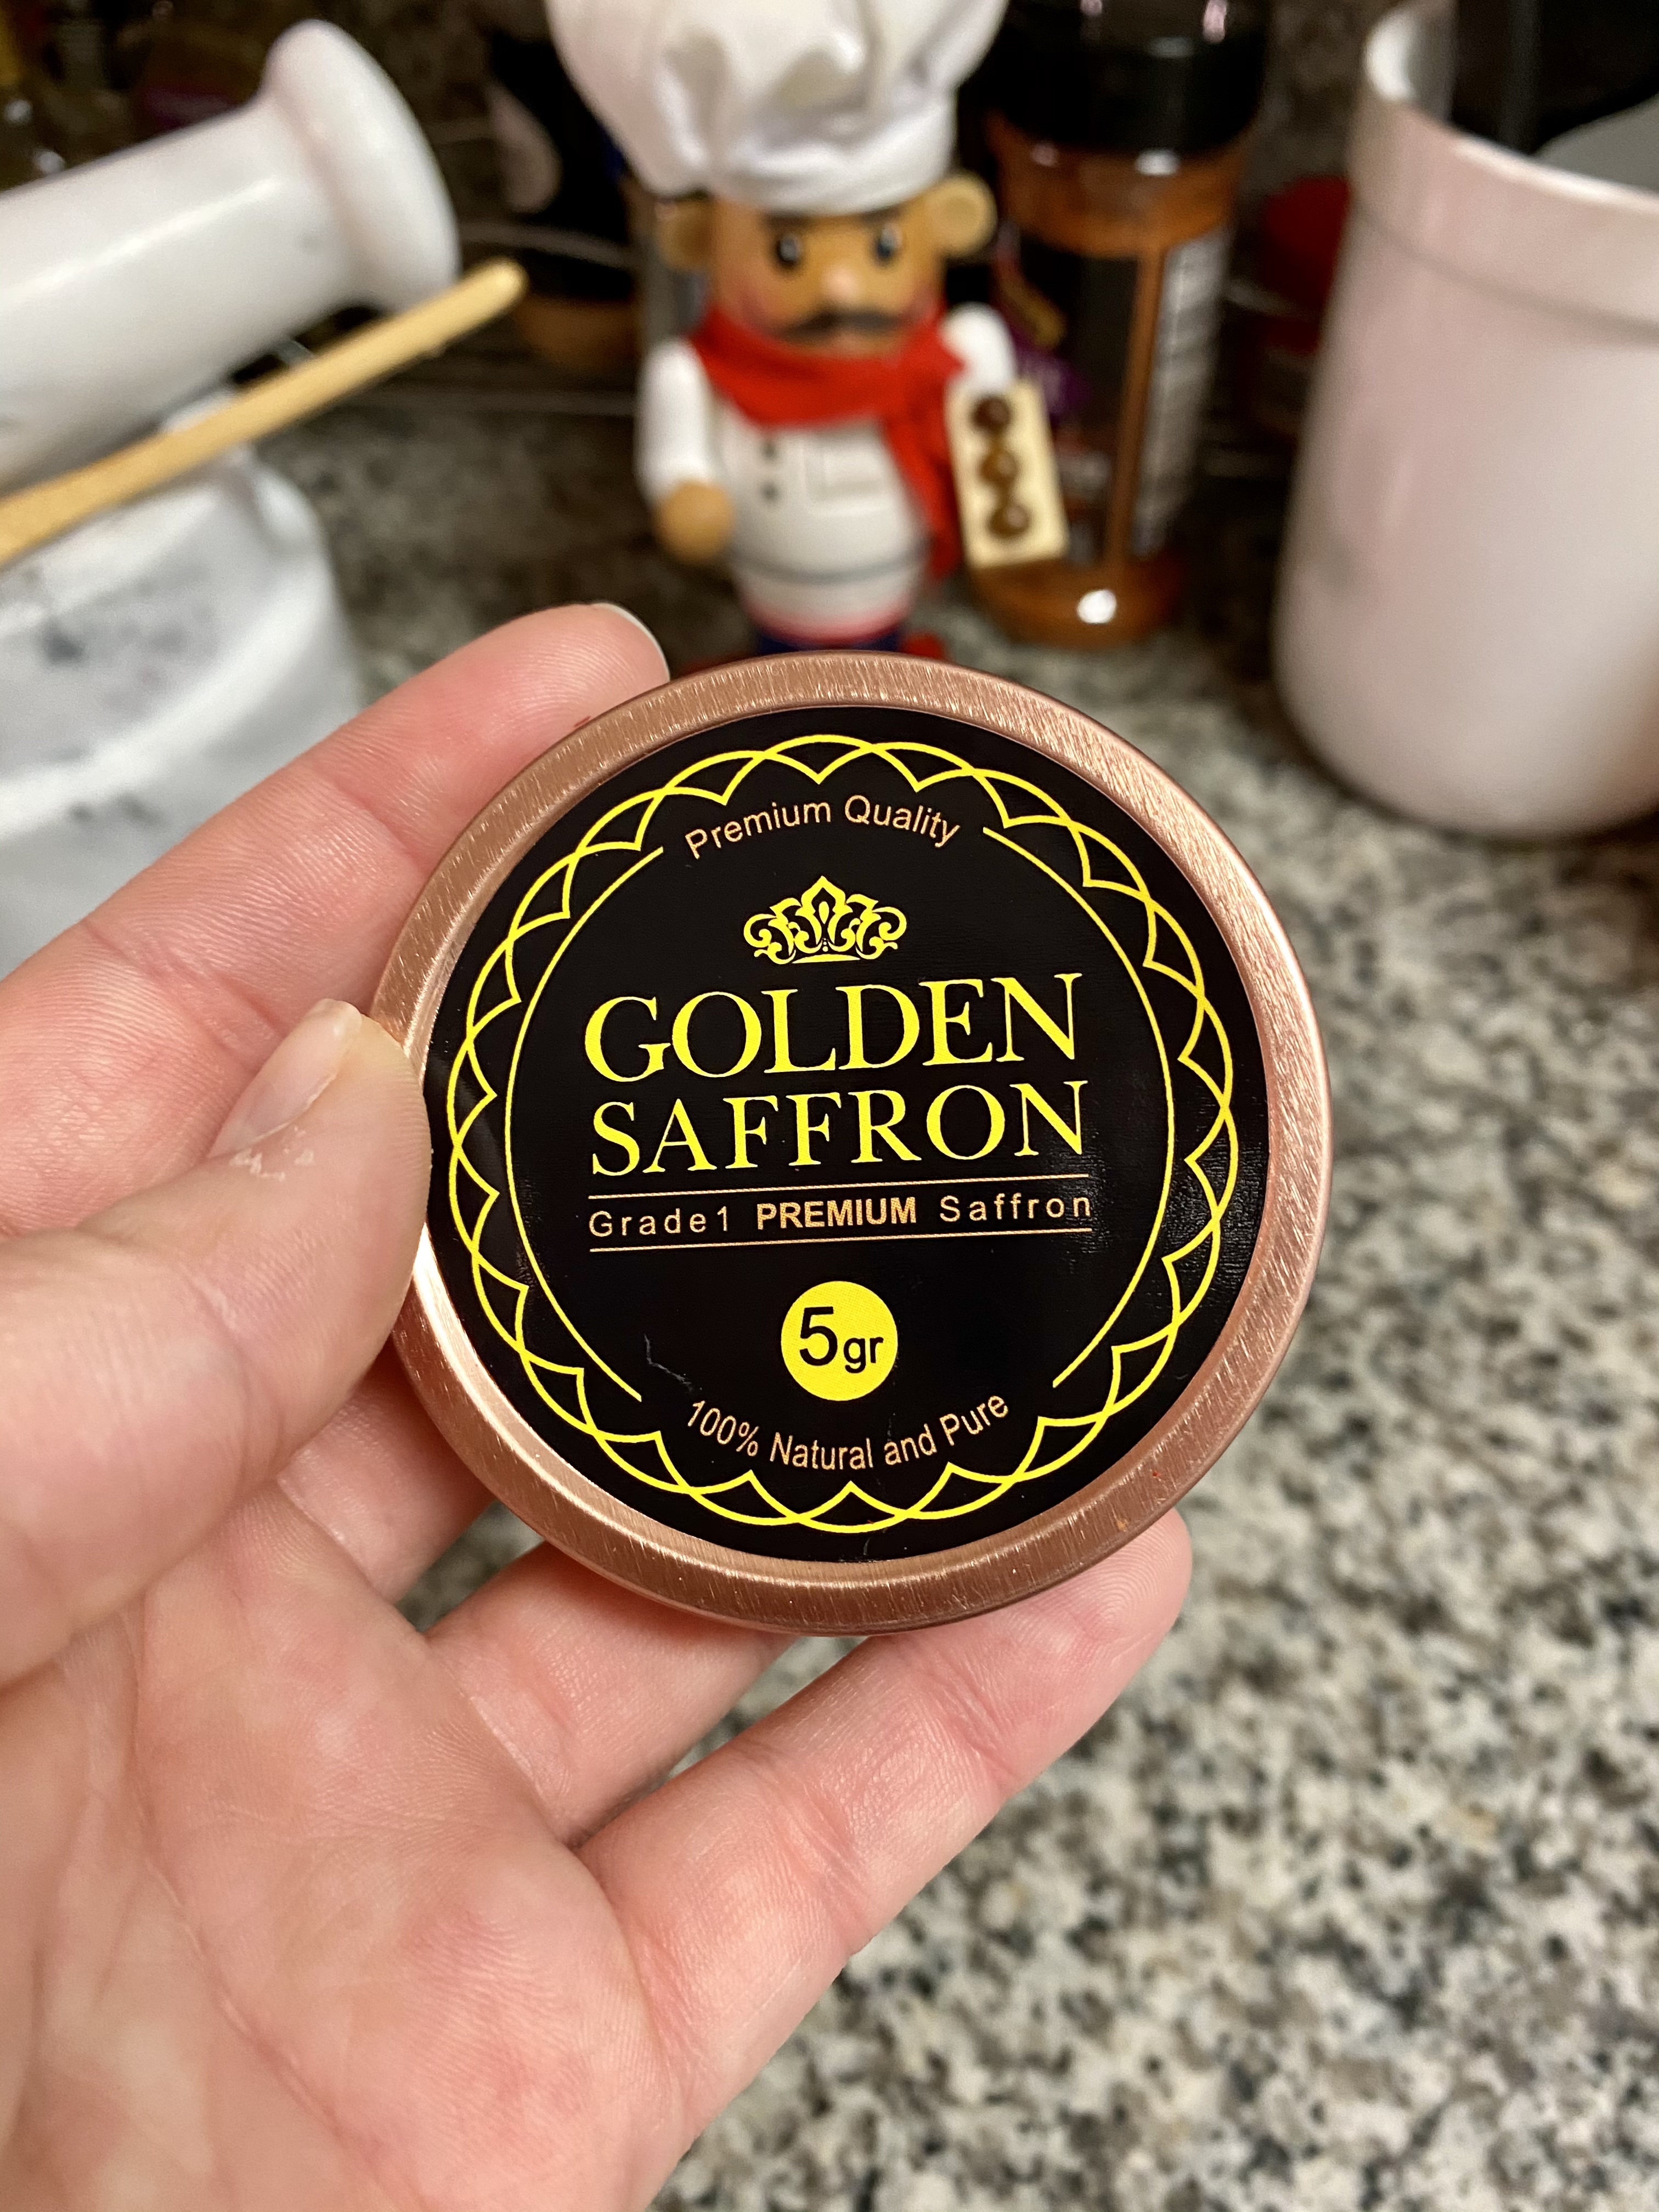 Premium Quality
GOLDEN
SAFFRON
Grade1 PREMIUM Saffron
5gr
100% Natural and Pure